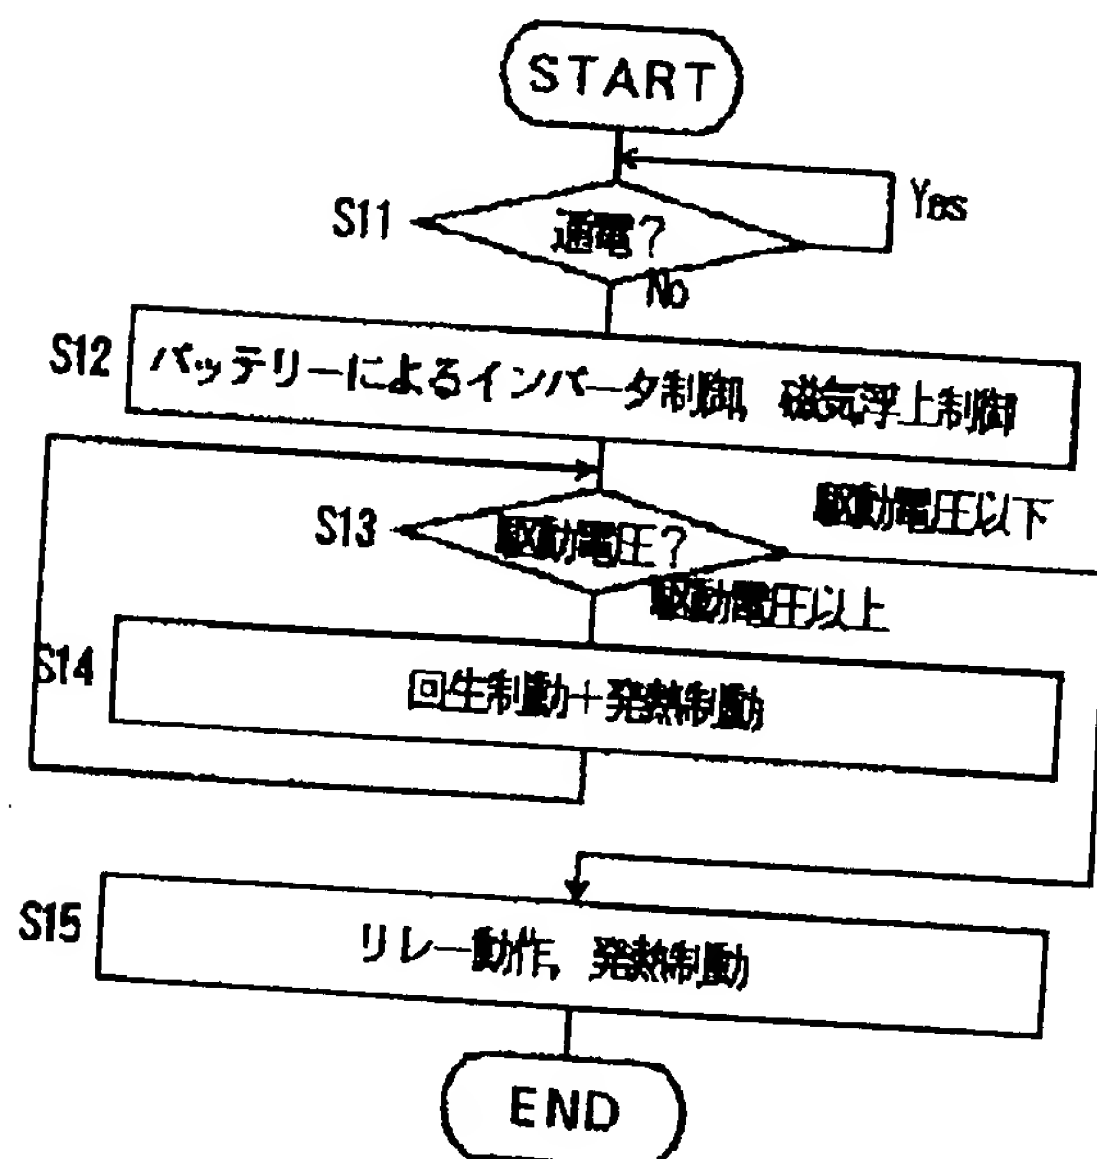 START
Yes
S11
通電?
No
S12
バッテリーによるインバータ制御, 磁気浮上制御
駆動電圧以下
S13
駆動電圧?
駆動電圧以上
S14
回生制動+発熱制動
S15
リレー動作, 発熱制動
END